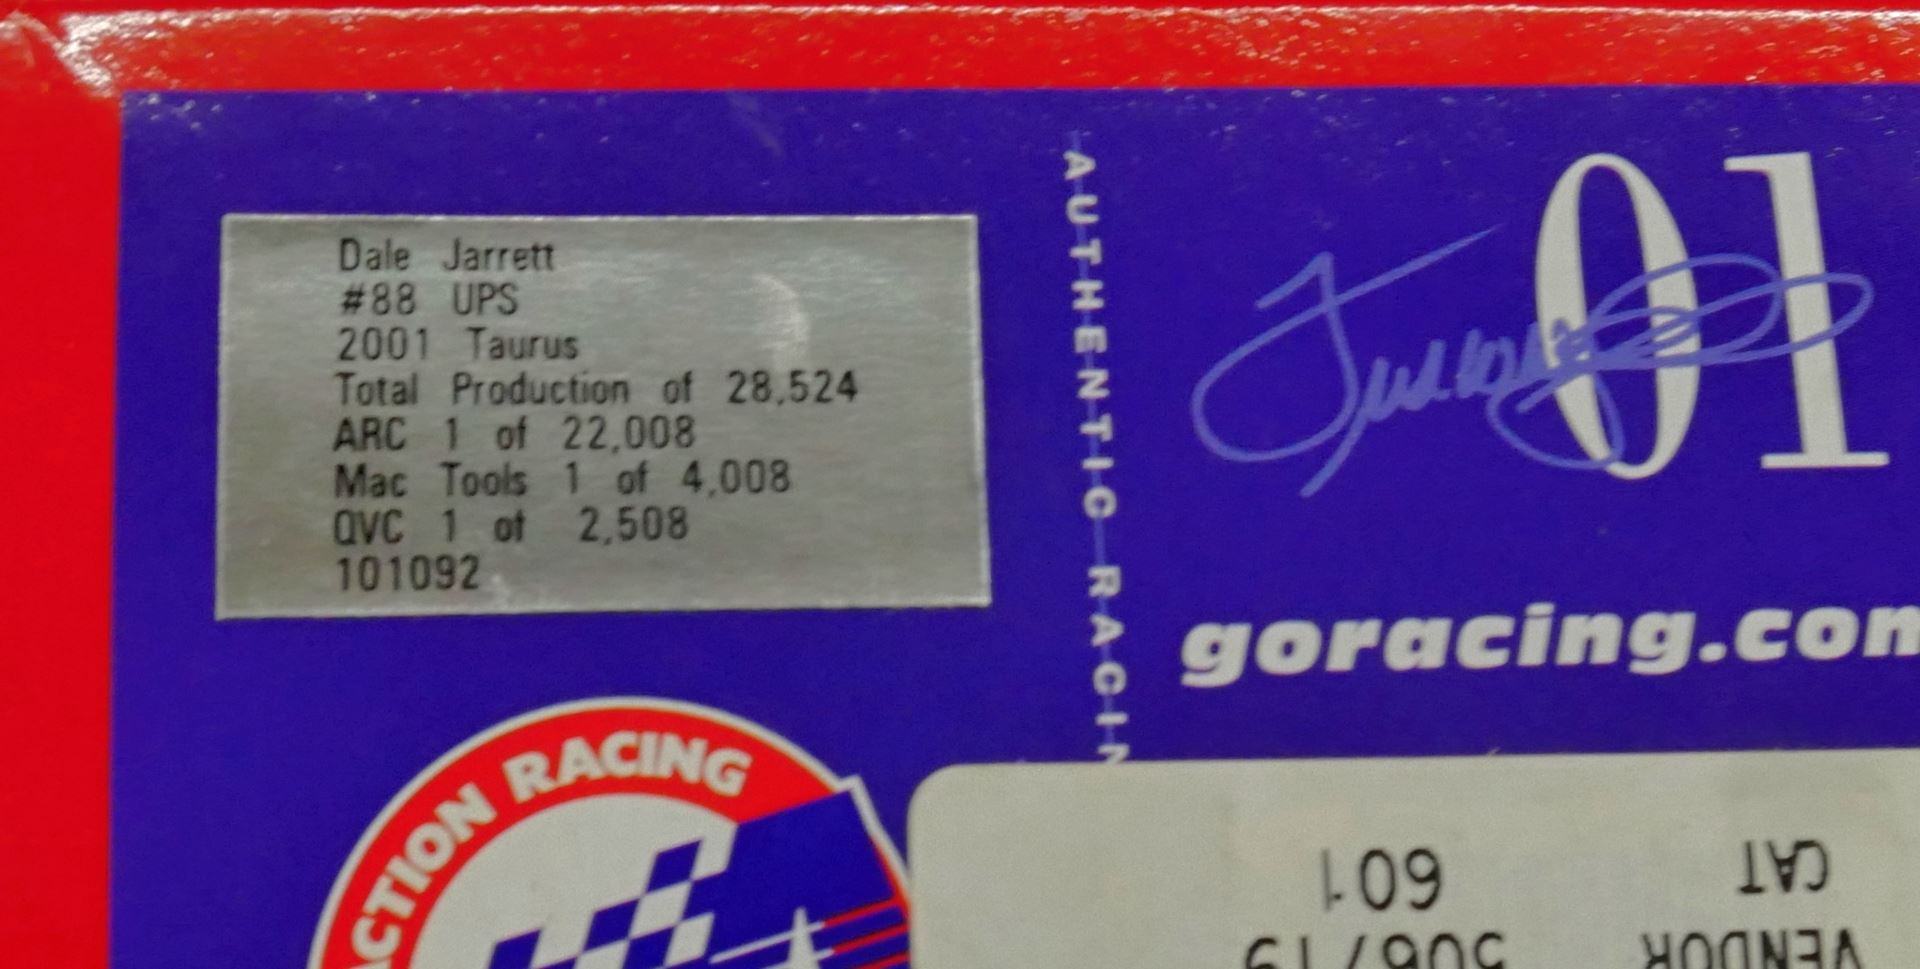 Dale Jarrett
#88 UPS
2001 Taurus
Total Production of 28,524
ARC 1 of 22,008
Mac Tools 1 of 4,008
QVC 1 of 2,508
101092
AUTHENTIC RACIN
01
goracing.com
ACTION RACING
CAT 601
VENDOR